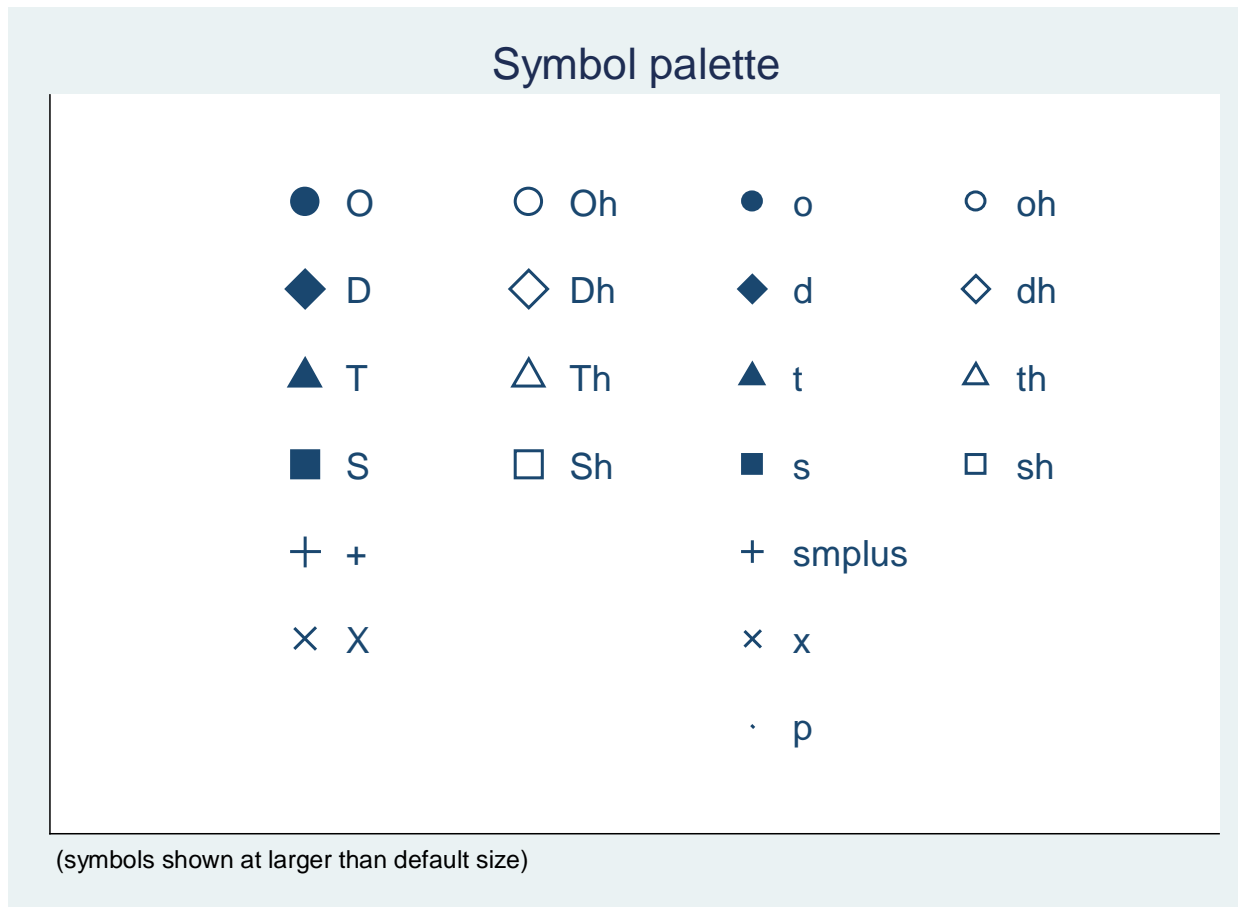 Symbol palette
O Oh o oh
D Dh d dh
T Th t th
S Sh s sh
+ smplus
X x
p
(symbols shown at larger than default size)